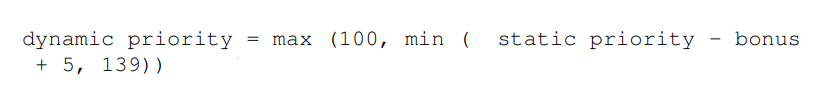 dynamic priority = max (100, min ( static priority - bonus
+ 5, 139))